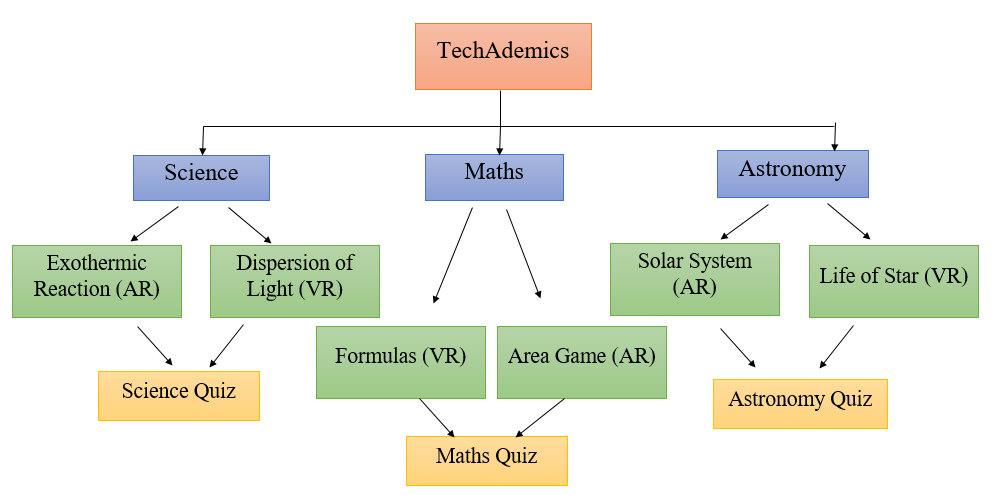 TechAdemics
Science
Maths
Astronomy
Exothermic
Reaction (AR)
Dispersion of
Light (VR)
Formulas (VR)
Area Game (AR)
Solar System
(AR)
Life of Star (VR)
Science Quiz
Maths Quiz
Astronomy Quiz